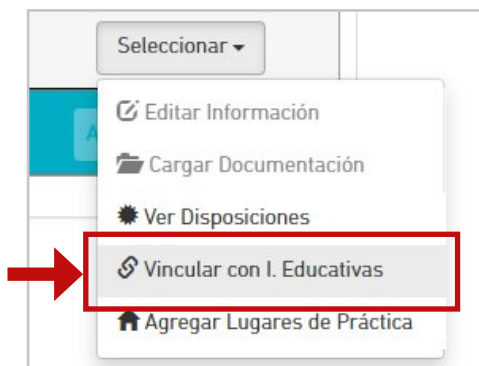 Seleccionar
A
Editar Información
Cargar Documentación
Ver Disposiciones
Vincular con I. Educativas
Agregar Lugares de Práctica